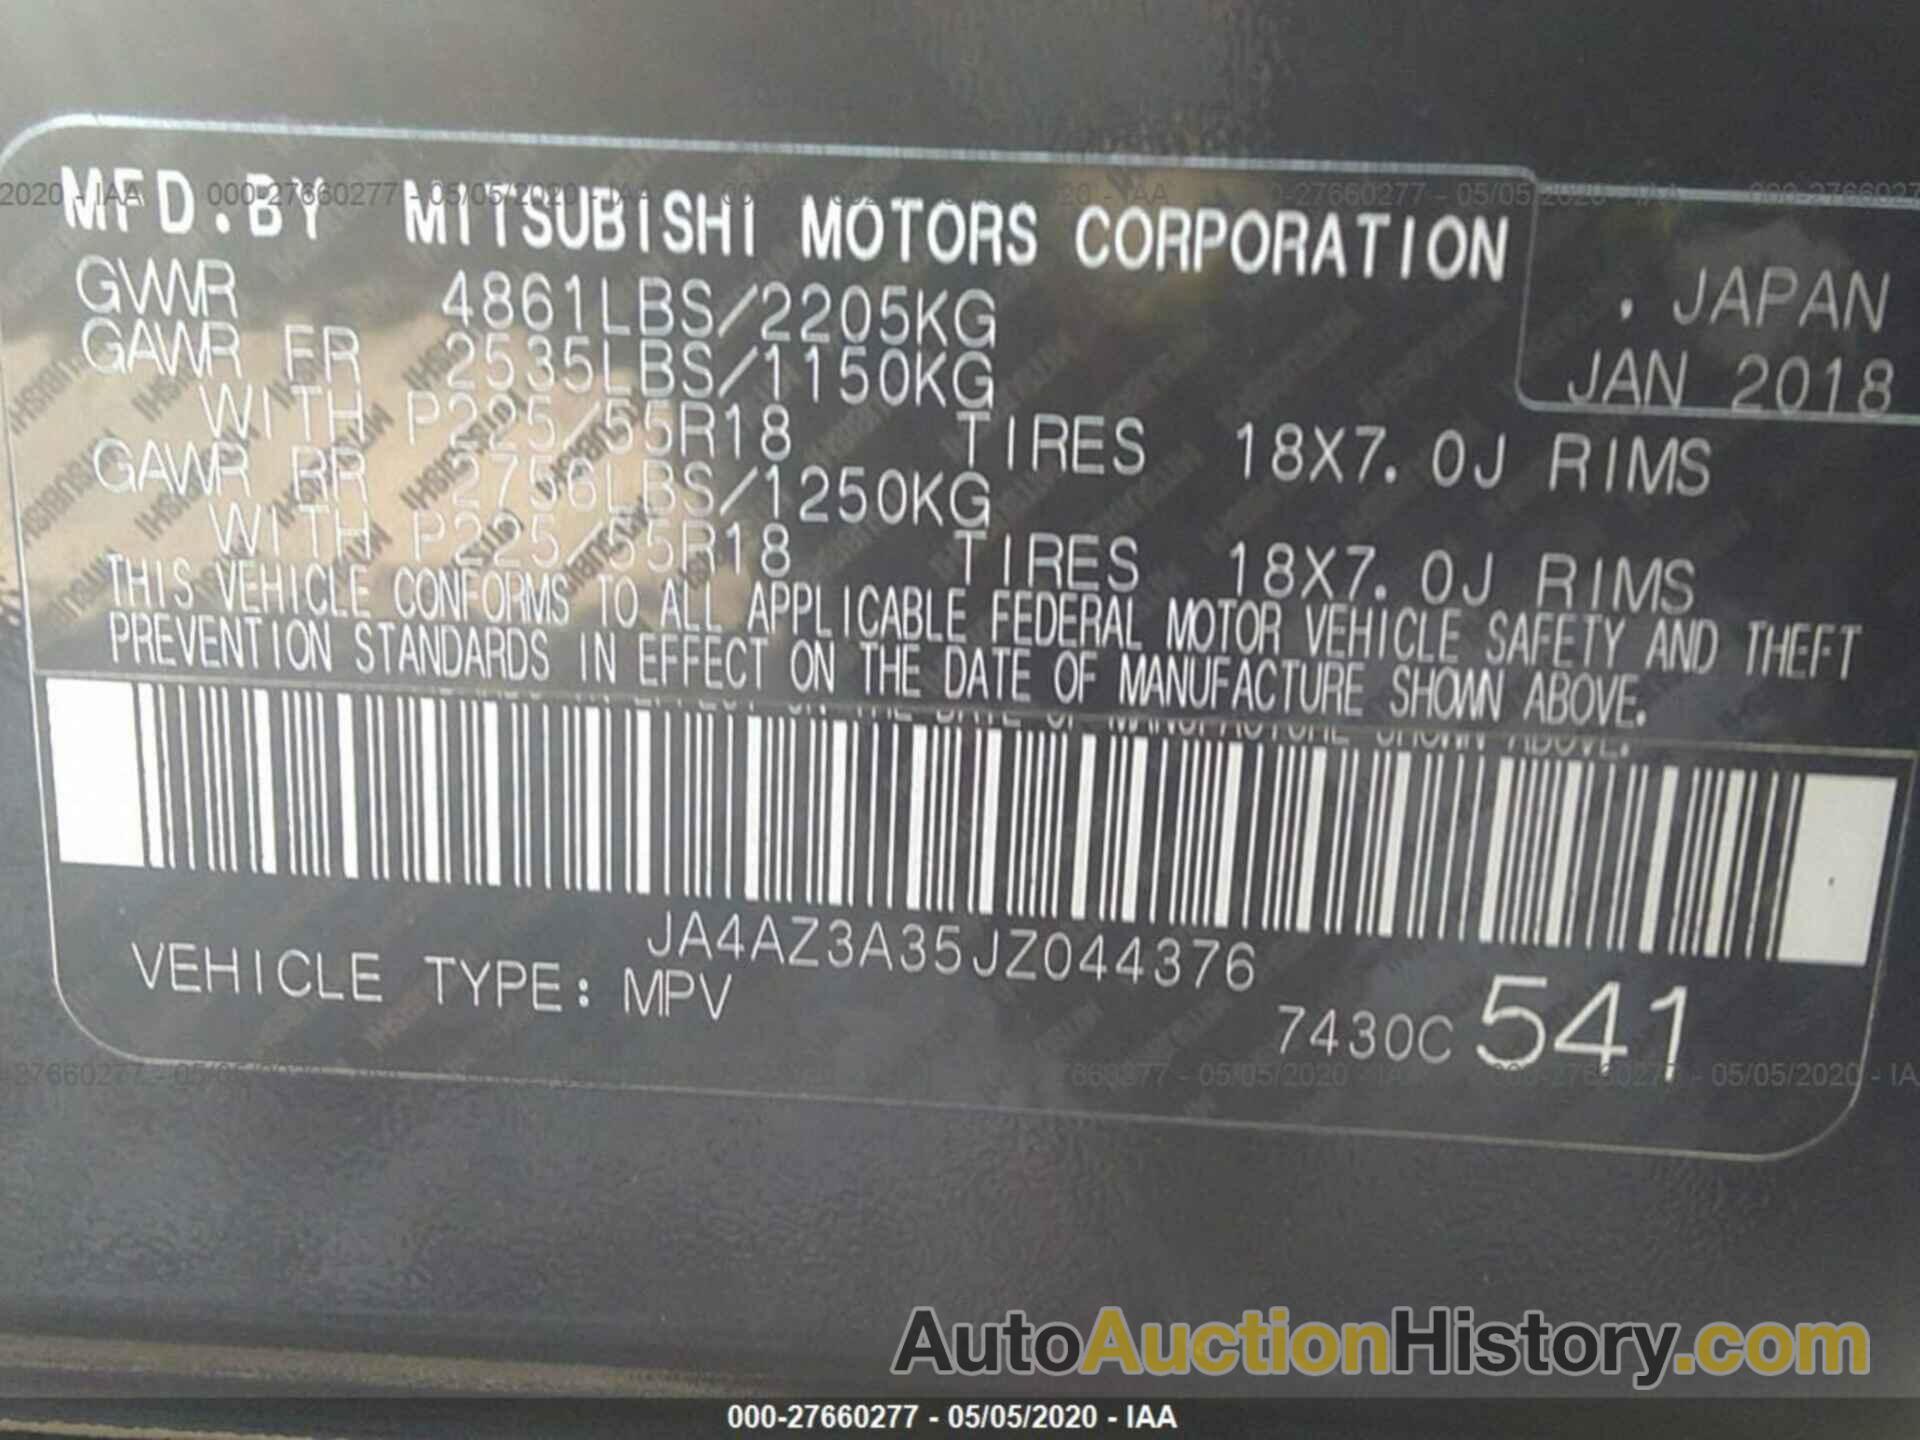 MFD.BY MITSUBISHI MOTORS CORPORATION
GVWR 4861LBS/2205KG
. JAPAN
GAWR FR 2535LBS/1150KG
JAN 2018
WITH P225/55R18 TIRES 18X7.0J RIMS
GAWR RR 2756LBS/1250KG
WITH P225/55R18 TIRES 18X7.0J RIMS
THIS VEHICLE CONFORMS TO ALL APPLICABLE FEDERAL MOTOR VEHICLE SAFETY AND THEFT
PREVENTION STANDARDS IN EFFECT ON THE DATE OF MANUFACTURE SHOWN ABOVE.
JA4AZ3A35JZ044376
VEHICLE TYPE: MPV
7430C 541
AutoAuctionHistory.com
000-27660277 - 05/05/2020 - IAA